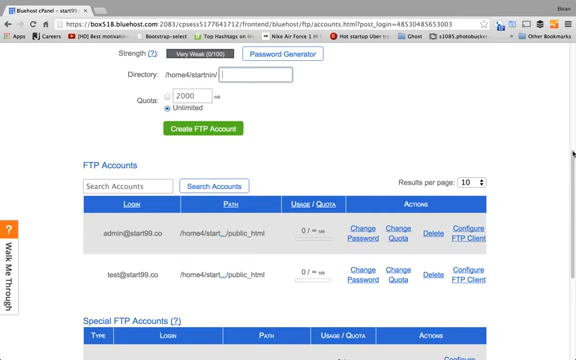 Bluehost cPanel - start99.c
Brian
https://box518.bluehost.com:2083/cpsess5177641712/frontend/bluehost/ftp/accounts.html?post_login=48530485653003
Apps
Careers
[HD] Motivation
Bootstrap-select
Top Hashtags on
Nike Air Force 1 H
Hot startup Uber
Ghost
s1085.photobucket
Other Bookmarks
Strength (?):
Very Weak (0/100)
Password Generator
Directory:
/home4/startnin/
Quota:
2000
MB
Unlimited
Create FTP Account
FTP Accounts
Search Accounts
Search Accounts
Results per page:
10
LOGIN
PATH
USAGE / QUOTA
ACTIONS
admin@start99.co
/home4/start_._/public_html
0 / ∞ MB
Change Password
Change Quota
Delete
Configure FTP Client
test@start99.co
/home4/start_._/public_html
0 / ∞ MB
Change Password
Change Quota
Delete
Configure FTP Client
Special FTP Accounts (?)
TYPE
LOGIN
PATH
USAGE / QUOTA
ACTIONS
Configure
?
Walk Me Through